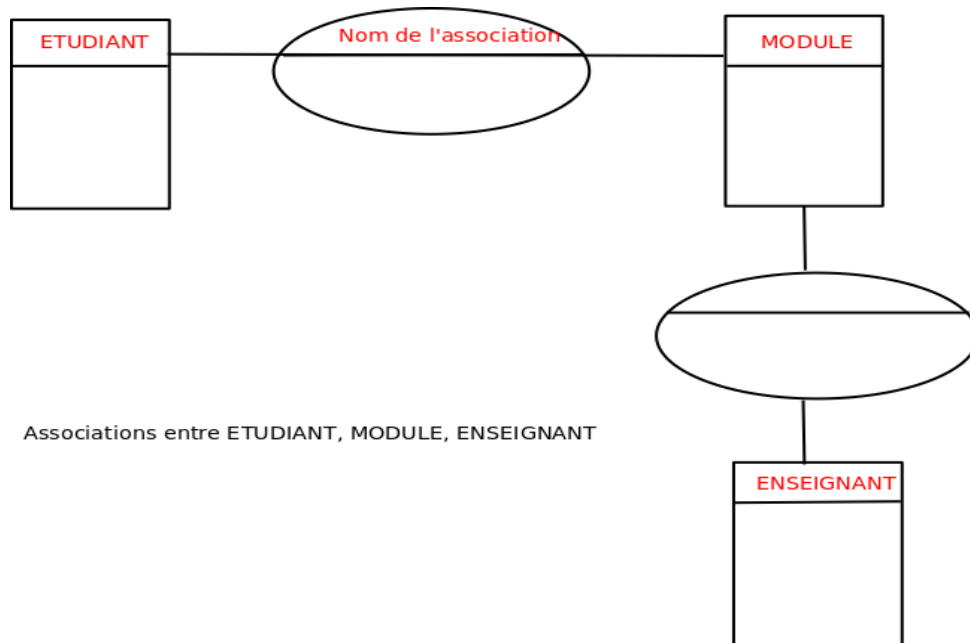 ETUDIANT
Nom de l'association
MODULE
Associations entre ETUDIANT, MODULE, ENSEIGNANT
ENSEIGNANT